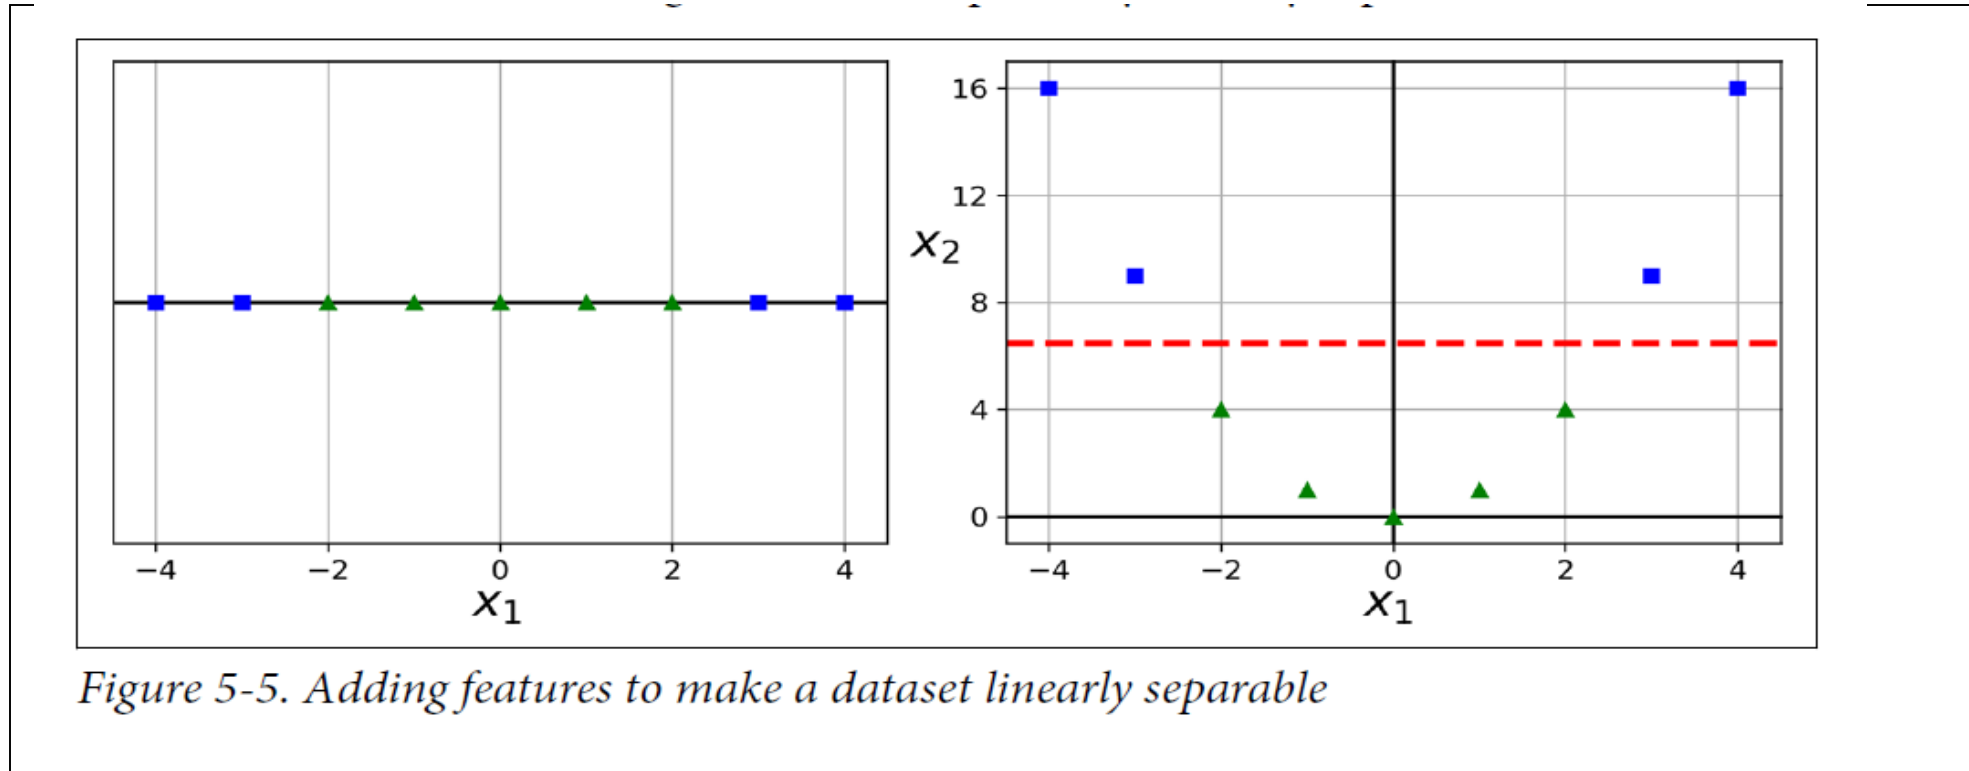 −4 −2 0 2 4
x1
x2
16
12
8
4
0
−4 −2 0 2 4
x1
Figure 5-5. Adding features to make a dataset linearly separable